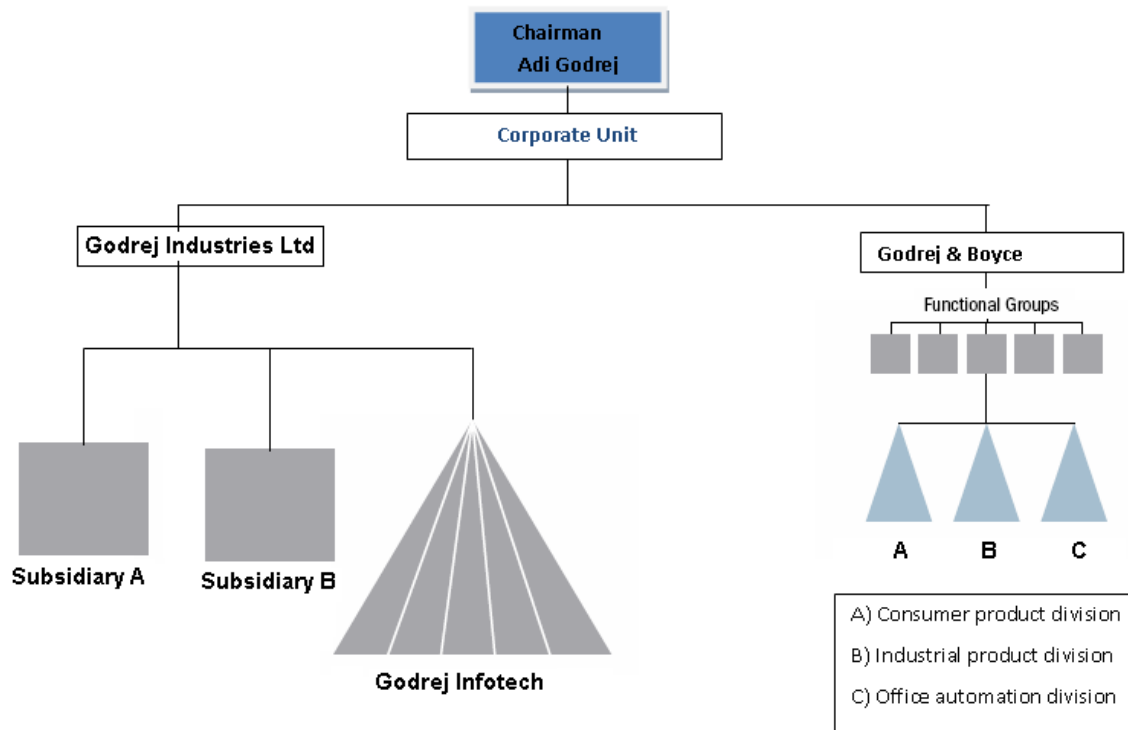 Chairman
Adi Godrej
Corporate Unit
Godrej Industries Ltd
Godrej & Boyce
Functional Groups
Subsidiary A
Subsidiary B
Godrej Infotech
A
B
C
A) Consumer product division
B) Industrial product division
C) Office automation division